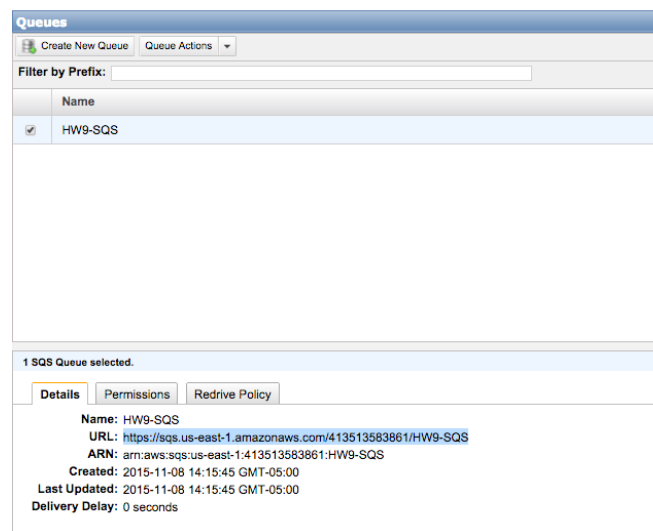 Queues
Create New Queue Queue Actions
Filter by Prefix:
Name
HW9-SQS
1 SQS Queue selected.
Details Permissions Redrive Policy
Name: HW9-SQS
URL: https://sqs.us-east-1.amazonaws.com/413513583861/HW9-SQS
ARN: arn:aws:sqs:us-east-1:413513583861:HW9-SQS
Created: 2015-11-08 14:15:45 GMT-05:00
Last Updated: 2015-11-08 14:15:45 GMT-05:00
Delivery Delay: 0 seconds